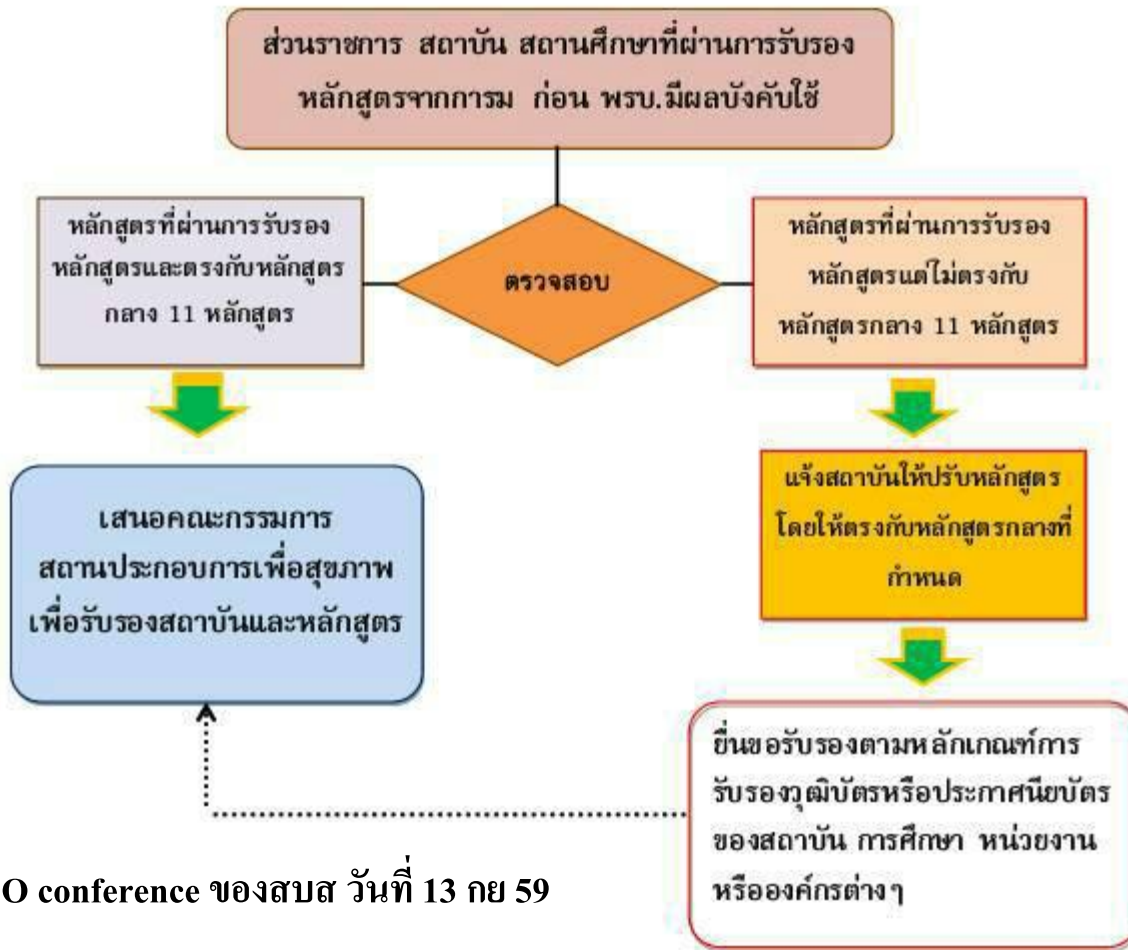 ส่วนราชการ สถาบัน สถานศึกษาที่ผ่านการรับรอง
หลักสูตรจากการม ก่อน พรบ.มีผลบังคับใช้
หลักสูตรที่ผ่านการรับรอง
หลักสูตรและตรงกับหลักสูตร
กลาง 11 หลักสูตร
ตรวจสอบ
หลักสูตรที่ผ่านการรับรอง
หลักสูตรแต่ไม่ตรงกับ
หลักสูตรกลาง 11 หลักสูตร
เสนอคณะกรรมการ
สถานประกอบการเพื่อสุขภาพ
เพื่อรับรองสถาบันและหลักสูตร
แจ้งสถาบันให้ปรับหลักสูตร
โดยให้ตรงกับหลักสูตรกลางที่
กำหนด
ยื่นขอรับรองตามหลักเกณฑ์การ
รับรองวุฒิบัตรหรือประกาศนียบัตร
ของสถาบัน การศึกษา หน่วยงาน
หรือองค์กรต่างๆ
O conference ของสบส วันที่ 13 กย 59